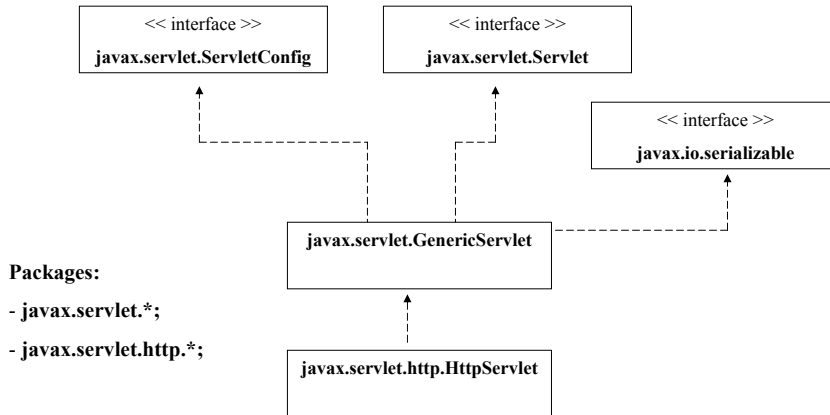 << interface >>
javax.servlet.ServletConfig
<< interface >>
javax.servlet.Servlet
<< interface >>
javax.io.serializable
javax.servlet.GenericServlet
Packages:
- javax.servlet.*;
- javax.servlet.http.*;
javax.servlet.http.HttpServlet